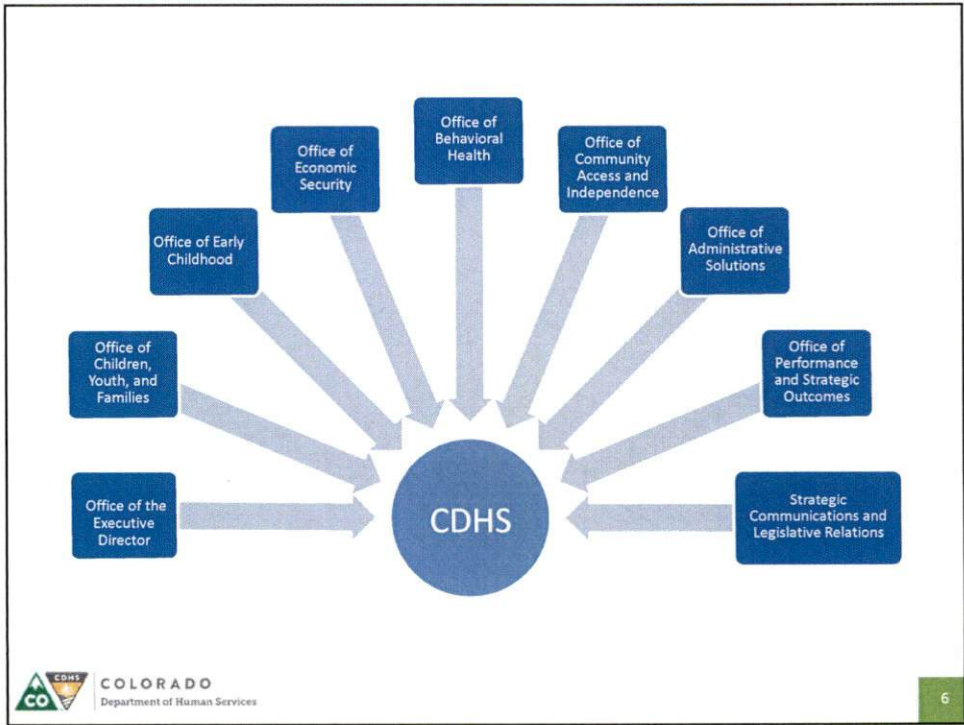 Office of
Behavioral
Health
Office of
Economic
Security
Office of
Community
Access and
Independence
Office of Early
Childhood
Office of
Administrative
Solutions
Office of
Children,
Youth, and
Families
Office of
Performance
and Strategic
Outcomes
Office of the
Executive
Director
CDHS
Strategic
Communications and
Legislative Relations
CO
CDHS
COLORADO
Department of Human Services
6